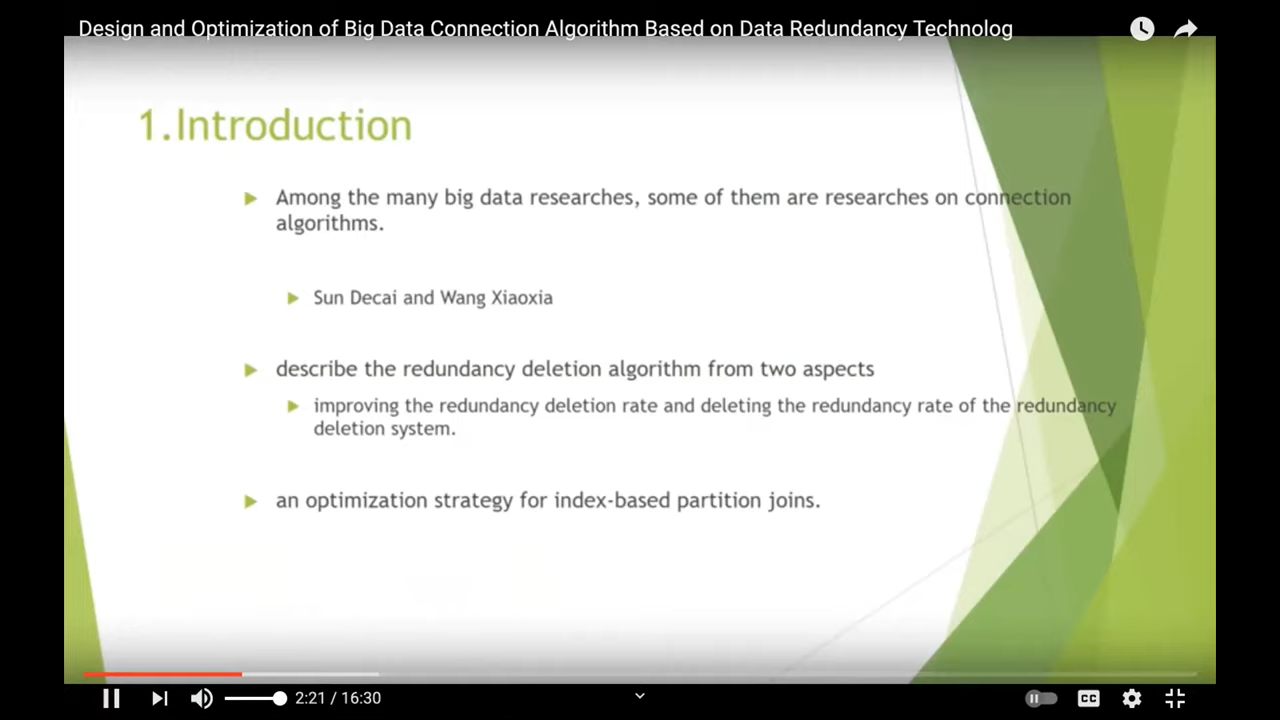 Design and Optimization of Big Data Connection Algorithm Based on Data Redundancy Technolog
1.Introduction
Among the many big data researches, some of them are researches on connection
algorithms.
Sun Decai and Wang Xiaoxia
describe the redundancy deletion algorithm from two aspects
improving the redundancy deletion rate and deleting the redundancy rate of the redundancy
deletion system.
an optimization strategy for index-based partition joins.
2:21 / 16:30
CC